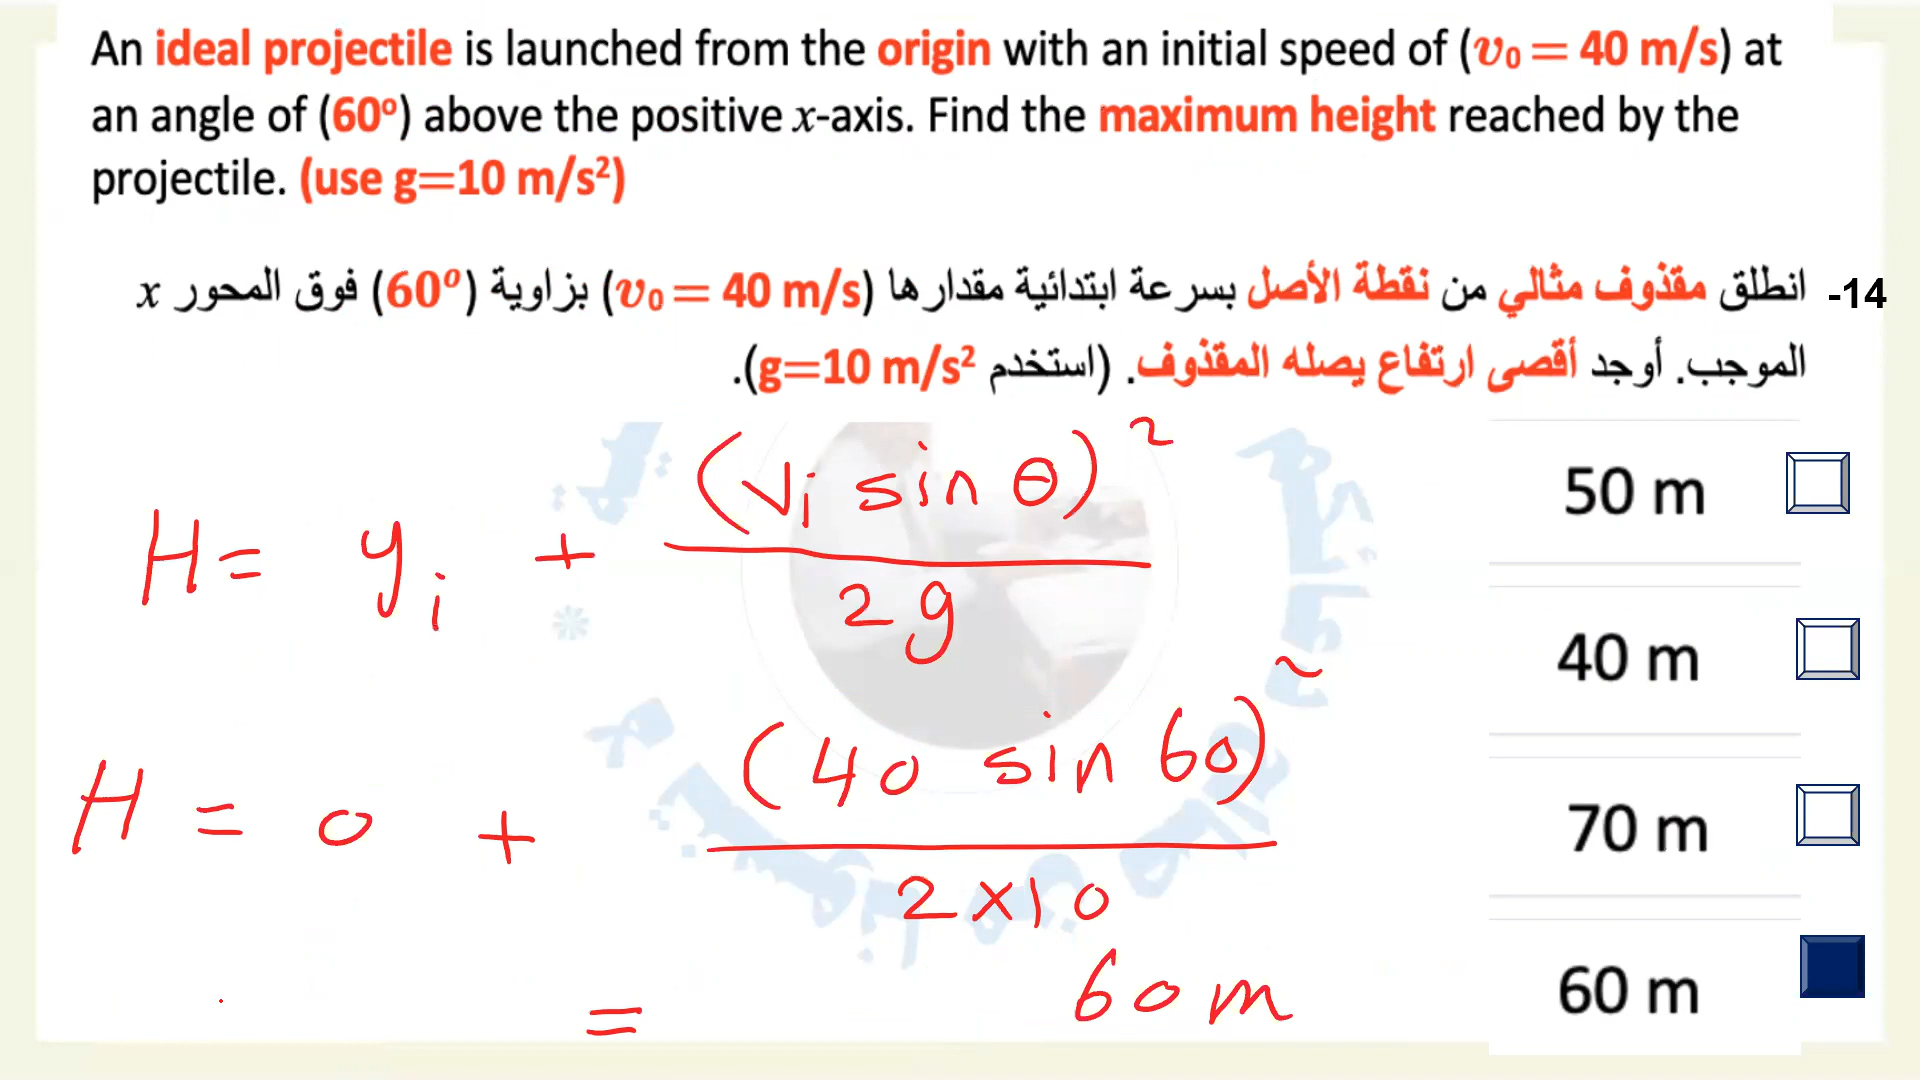 An ideal projectile is launched from the origin with an initial speed of (v₀ = 40 m/s) at
an angle of (60º) above the positive x-axis. Find the maximum height reached by the
projectile. (use g=10 m/s²)
14- انطلق مقذوف مثالي من نقطة الأصل بسرعة ابتدائية مقدارها (v₀ = 40 m/s) بزاوية (60º) فوق المحور x
الموجب. أوجد أقصى ارتفاع يصله المقذوف. (استخدم g=10 m/s²).
H = yᵢ + (vᵢ sin θ)² / 2g
H = 0 + (40 sin 60)² / 2×10
= 60 m
50 m
40 m
70 m
60 m